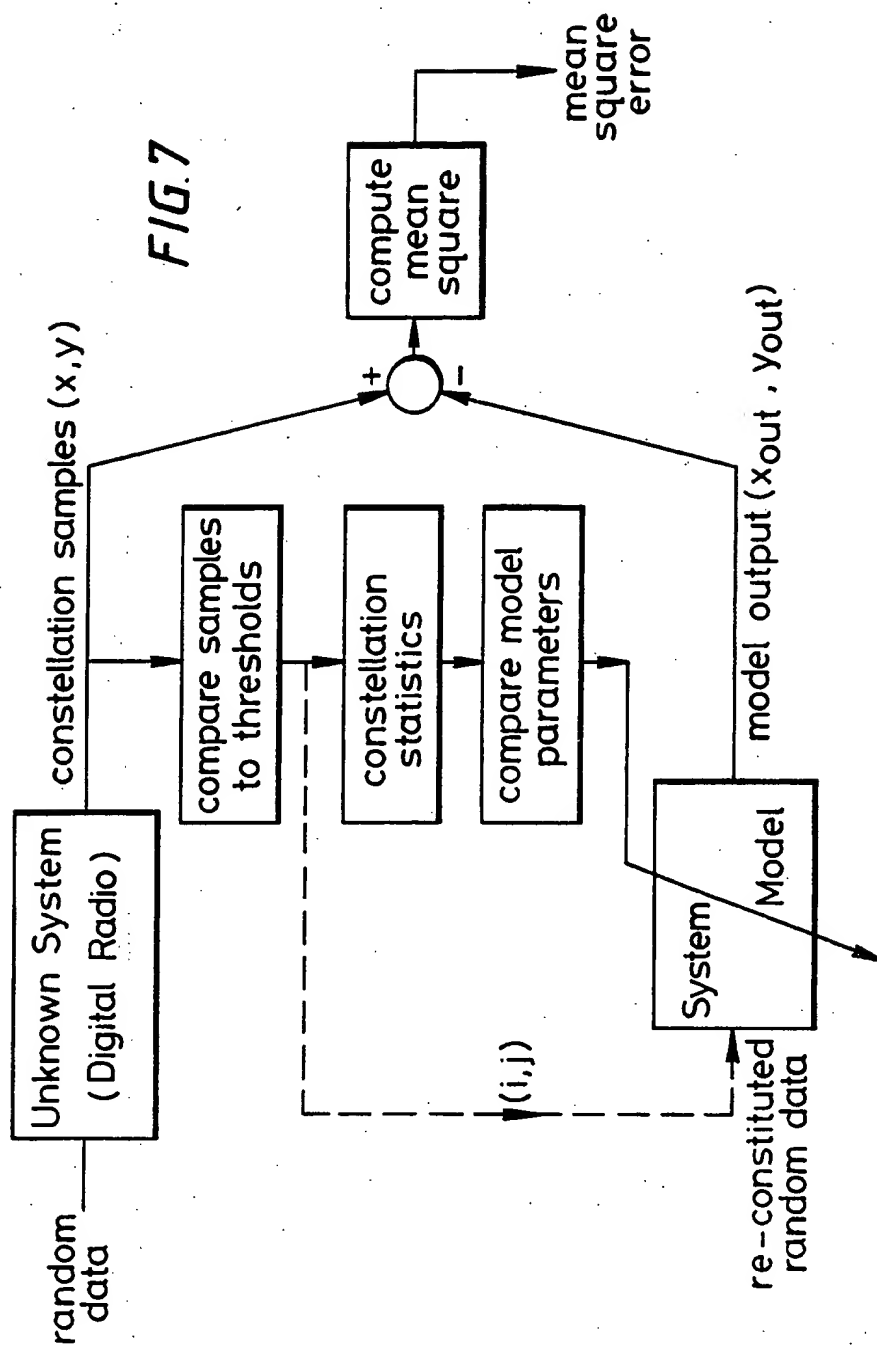 FIG.7
random
data
Unknown System
(Digital Radio)
constellation samples (x,y)
compare samples
to thresholds
constellation
statistics
compare model
parameters
(i,j)
re-constituted
random data
System
Model
model output (xout , yout)
+
-
compute
mean
square
mean
square
error